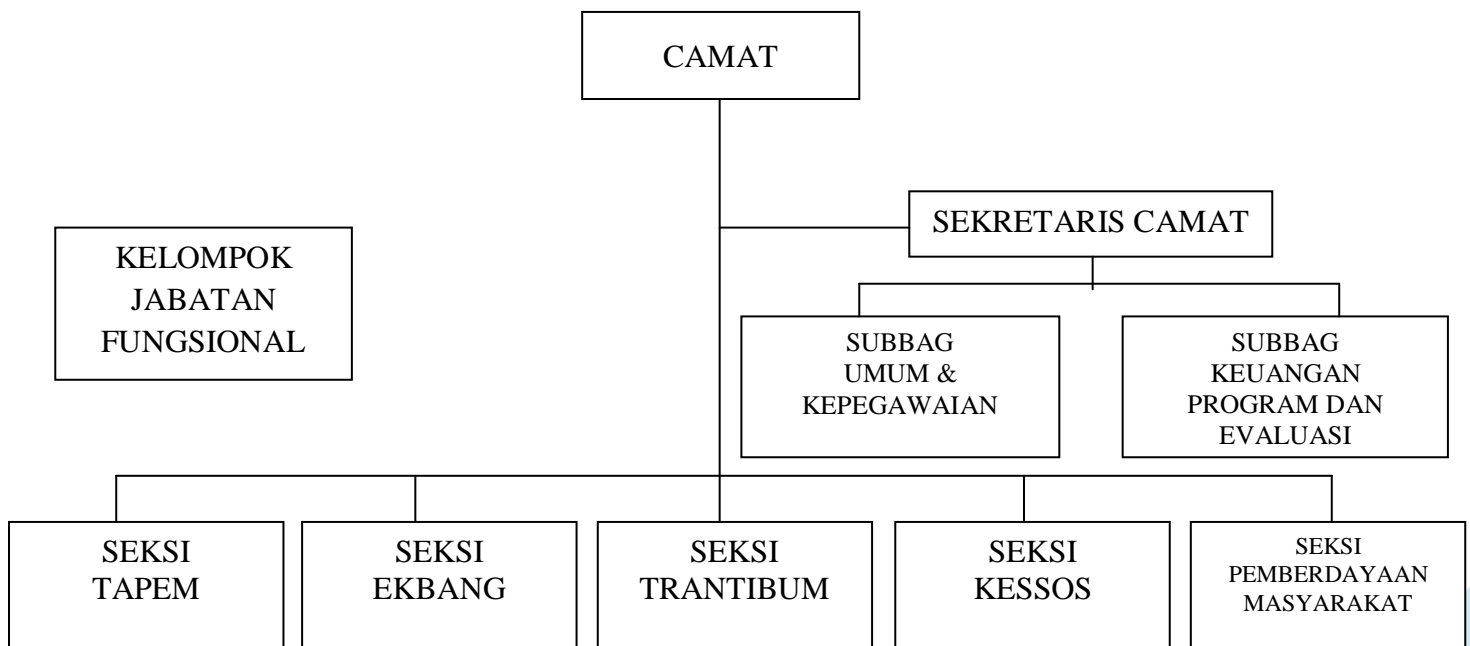 CAMAT
SEKRETARIS CAMAT
KELOMPOK
JABATAN
FUNGSIONAL
SUBBAG
UMUM &
KEPEGAWAIAN
SUBBAG
KEUANGAN
PROGRAM DAN
EVALUASI
SEKSI
TAPEM
SEKSI
EKBANG
SEKSI
TRANTIBUM
SEKSI
KESSOS
SEKSI
PEMBERDAYAAN
MASYARAKAT